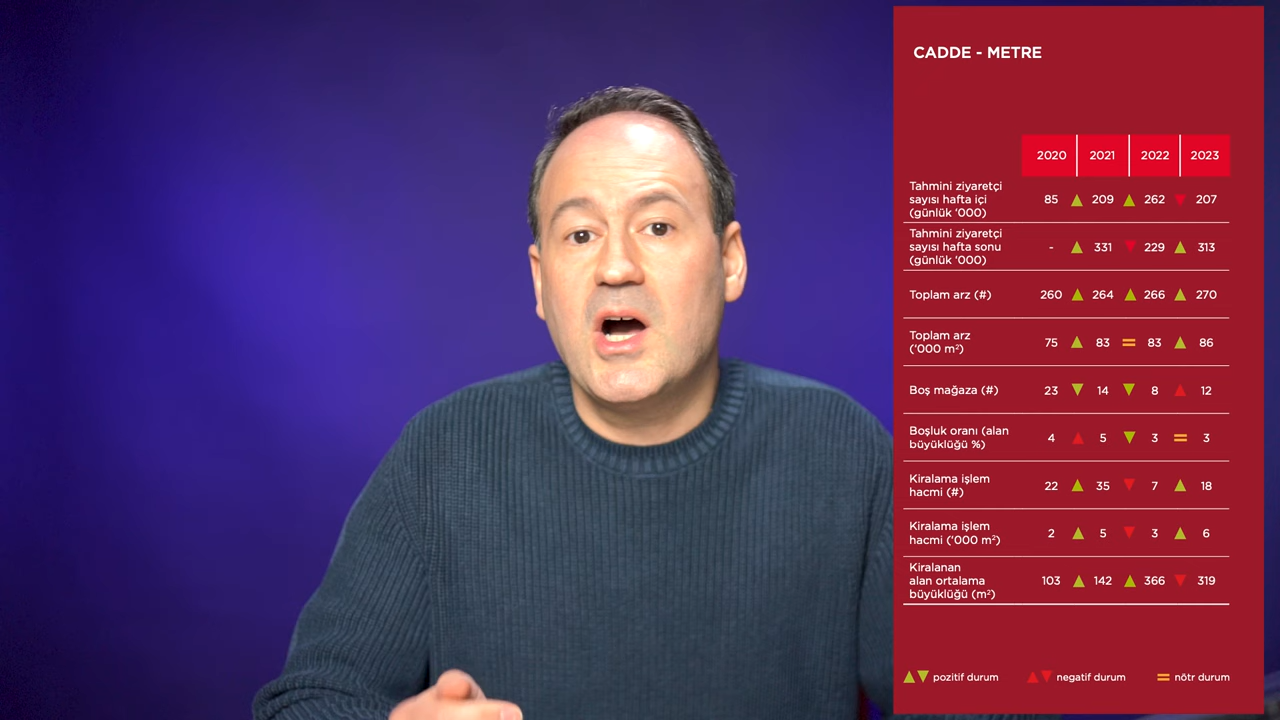 CADDE - METRE
2020 2021 2022 2023
Tahmini ziyaretçi
sayısı hafta içi
(günlük ‘000)
85 209 262 207
Tahmini ziyaretçi
sayısı hafta sonu
(günlük ‘000)
- 331 229 313
Toplam arz (#)
260 264 266 270
Toplam arz
(‘000 m²)
75 83 = 83 86
Boş mağaza (#)
23 14 8 12
Boşluk oranı (alan
büyüklüğü %)
4 5 3 = 3
Kiralama işlem
hacmi (#)
22 35 7 18
Kiralama işlem
hacmi (‘000 m²)
2 5 3 6
Kiralanan
alan ortalama
büyüklüğü (m²)
103 142 366 319
pozitif durum negatif durum = nötr durum